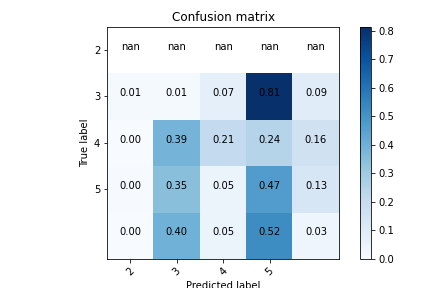 Confusion matrix
2 nan nan nan nan nan
3 0.01 0.01 0.07 0.81 0.09
4 0.00 0.39 0.21 0.24 0.16
5 0.00 0.35 0.05 0.47 0.13
0.00 0.40 0.05 0.52 0.03
True label
2 3 4 5
Predicted label
0.8
0.7
0.6
0.5
0.4
0.3
0.2
0.1
0.0